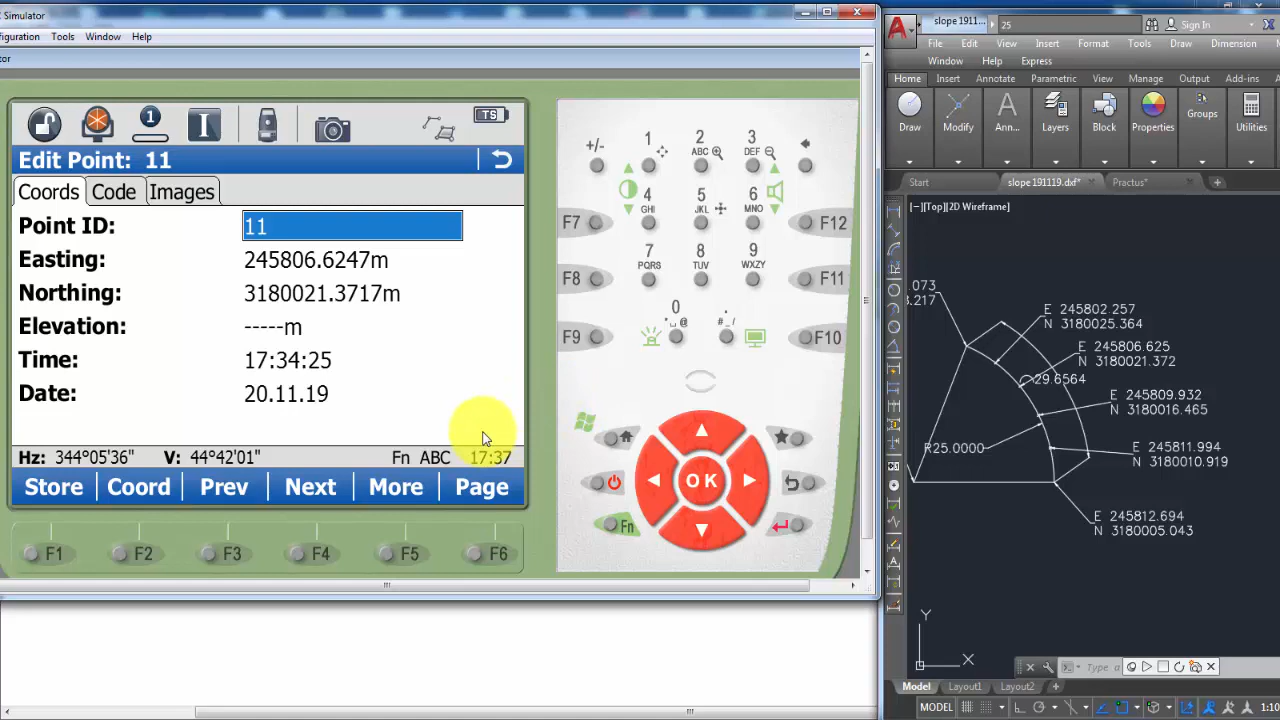 Simulator
figuration Tools Window Help
tor
TS
Edit Point: 11
Coords Code Images
Point ID: 11
Easting: 245806.6247m
Northing: 3180021.3717m
Elevation: -----m
Time: 17:34:25
Date: 20.11.19
Hz: 344°05'36" V: 44°42'01" Fn ABC 17:37
Store Coord Prev Next More Page
F1 F2 F3 F4 F5 F6
+/- 1 2 ABC 3 DEF
4 GHI 5 JKL 6 MNO
F7 F12
7 PQRS 8 TUV 9 WXYZ
F8 F11
0 . #_/
F9 F10
OK
Fn
slope 1911... 25 Sign In
File Edit View Insert Format Tools Draw Dimension
Window Help Express
Home Insert Annotate Parametric View Manage Output Add-ins
Draw Modify Ann... Layers Block Properties Groups Utilities
Start slope 191119.dxf* Practus*
[−][Top][2D Wireframe]
.073
3.217
E 245802.257
N 3180025.364
E 245806.625
N 3180021.372
29.6564
E 245809.932
N 3180016.465
R25.0000
E 245811.994
N 3180010.919
E 245812.694
N 3180005.043
Y
X
Type a
Model Layout1 Layout2 +
MODEL 1:10